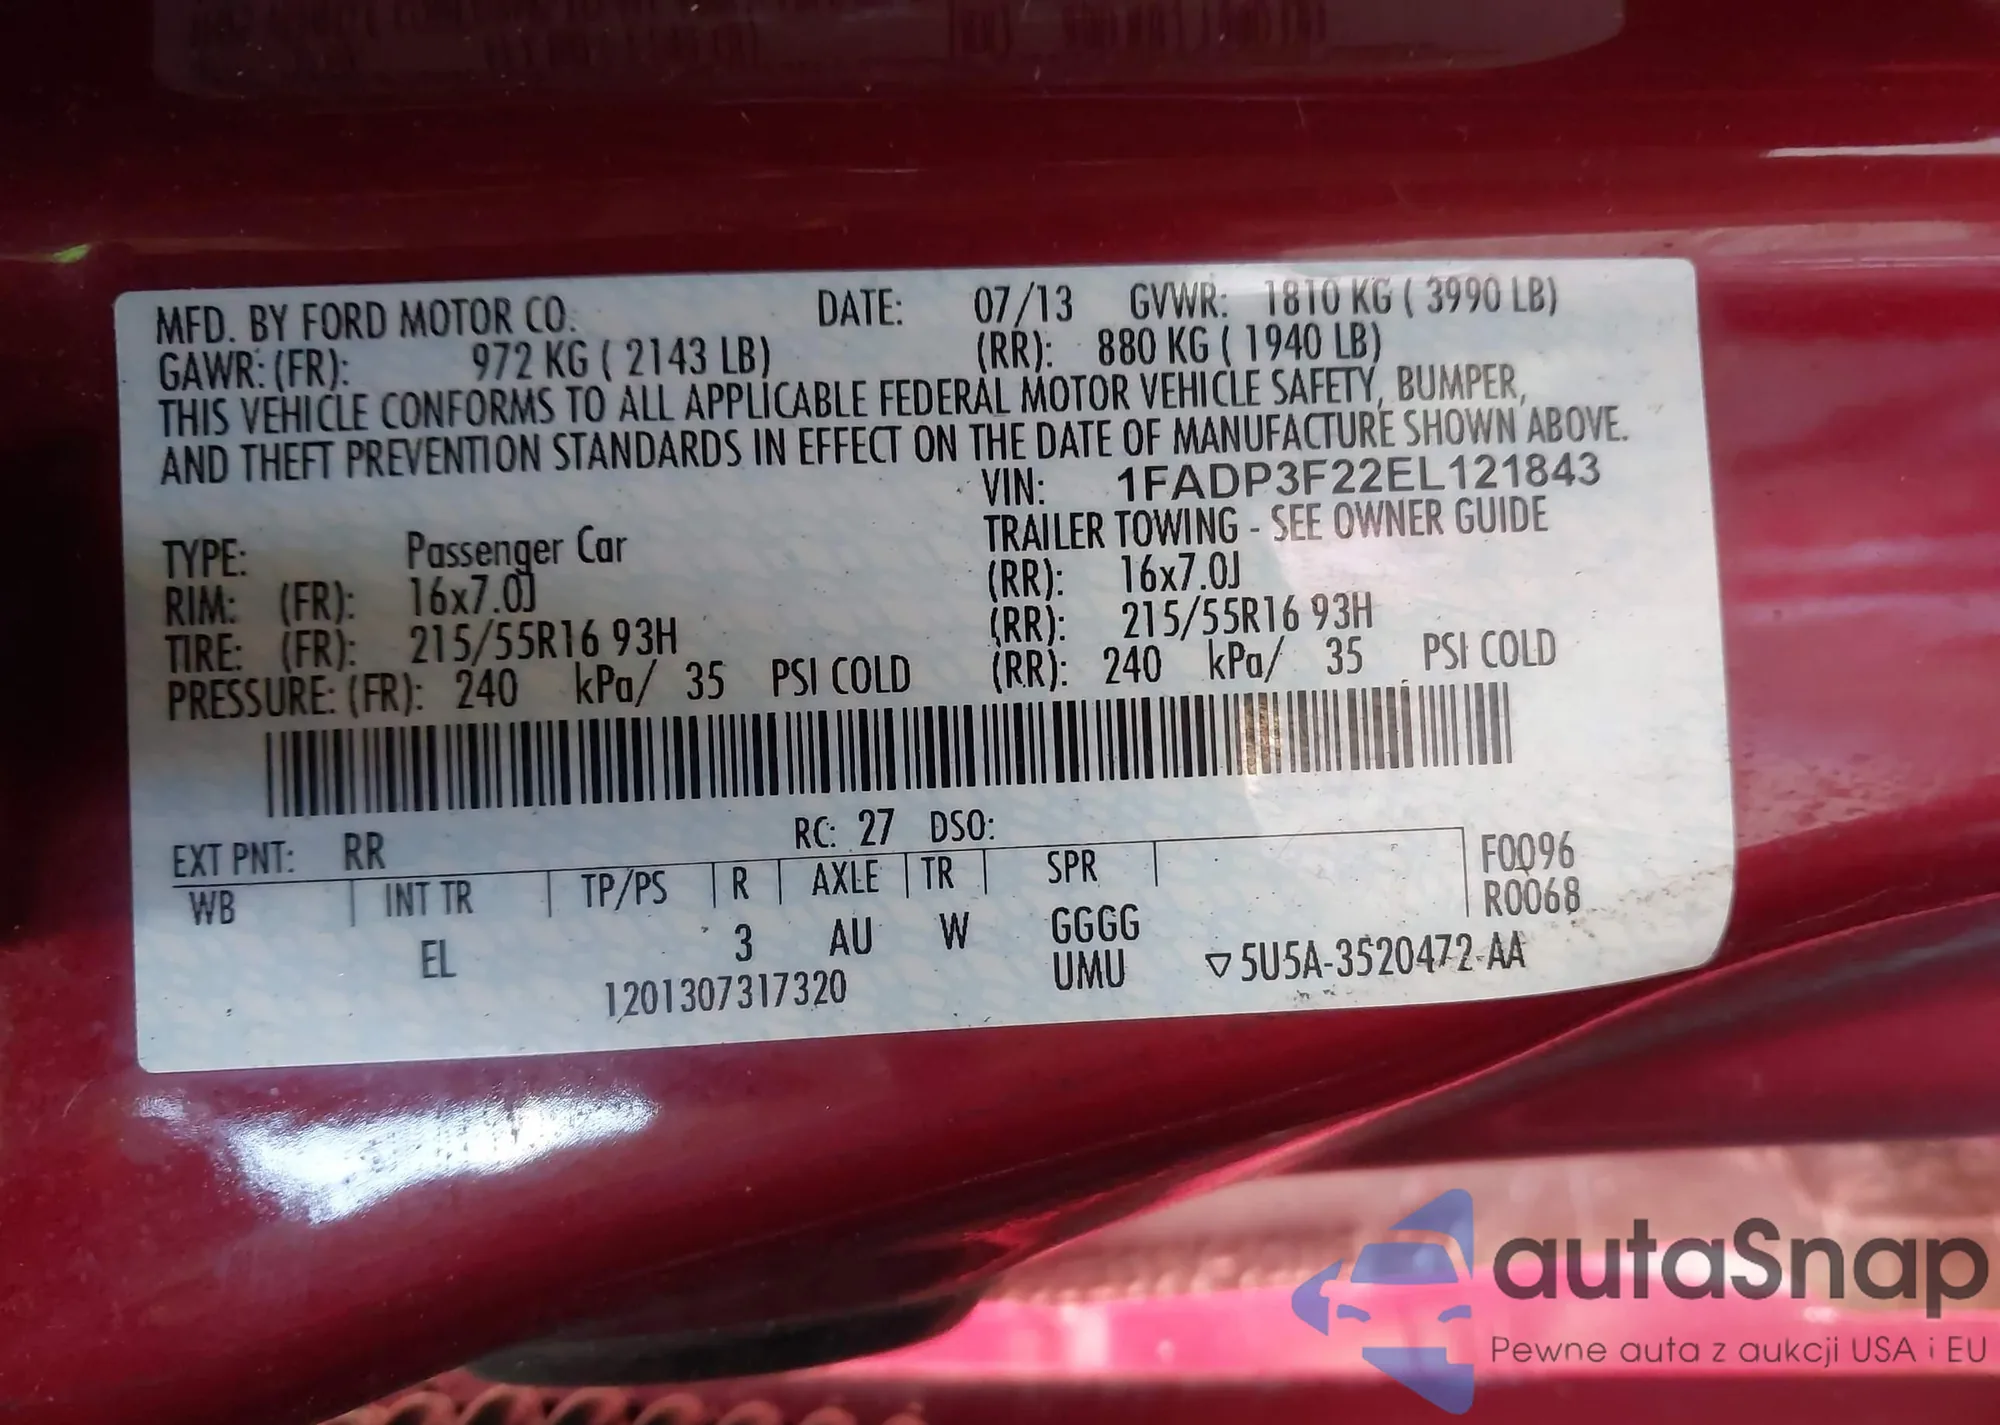 MFD. BY FORD MOTOR CO. DATE: 07/13 GVWR: 1810 KG ( 3990 LB)
GAWR: (FR): 972 KG ( 2143 LB) (RR): 880 KG ( 1940 LB)
THIS VEHICLE CONFORMS TO ALL APPLICABLE FEDERAL MOTOR VEHICLE SAFETY, BUMPER,
AND THEFT PREVENTION STANDARDS IN EFFECT ON THE DATE OF MANUFACTURE SHOWN ABOVE.
VIN: 1FADP3F22EL121843
TYPE: Passenger Car TRAILER TOWING - SEE OWNER GUIDE
RIM: (FR): 16x7.0J (RR): 16x7.0J
TIRE: (FR): 215/55R16 93H (RR): 215/55R16 93H
PRESSURE: (FR): 240 kPa/ 35 PSI COLD (RR): 240 kPa/ 35 PSI COLD
EXT PNT: RR RC: 27 DSO: F0096
WB INT TR TP/PS R AXLE TR SPR R0068
EL 3 AU W GGGG
1201307317320 UMU ▽5U5A-3520472-AA
autaSnap
Pewne auta z aukcji USA i EU